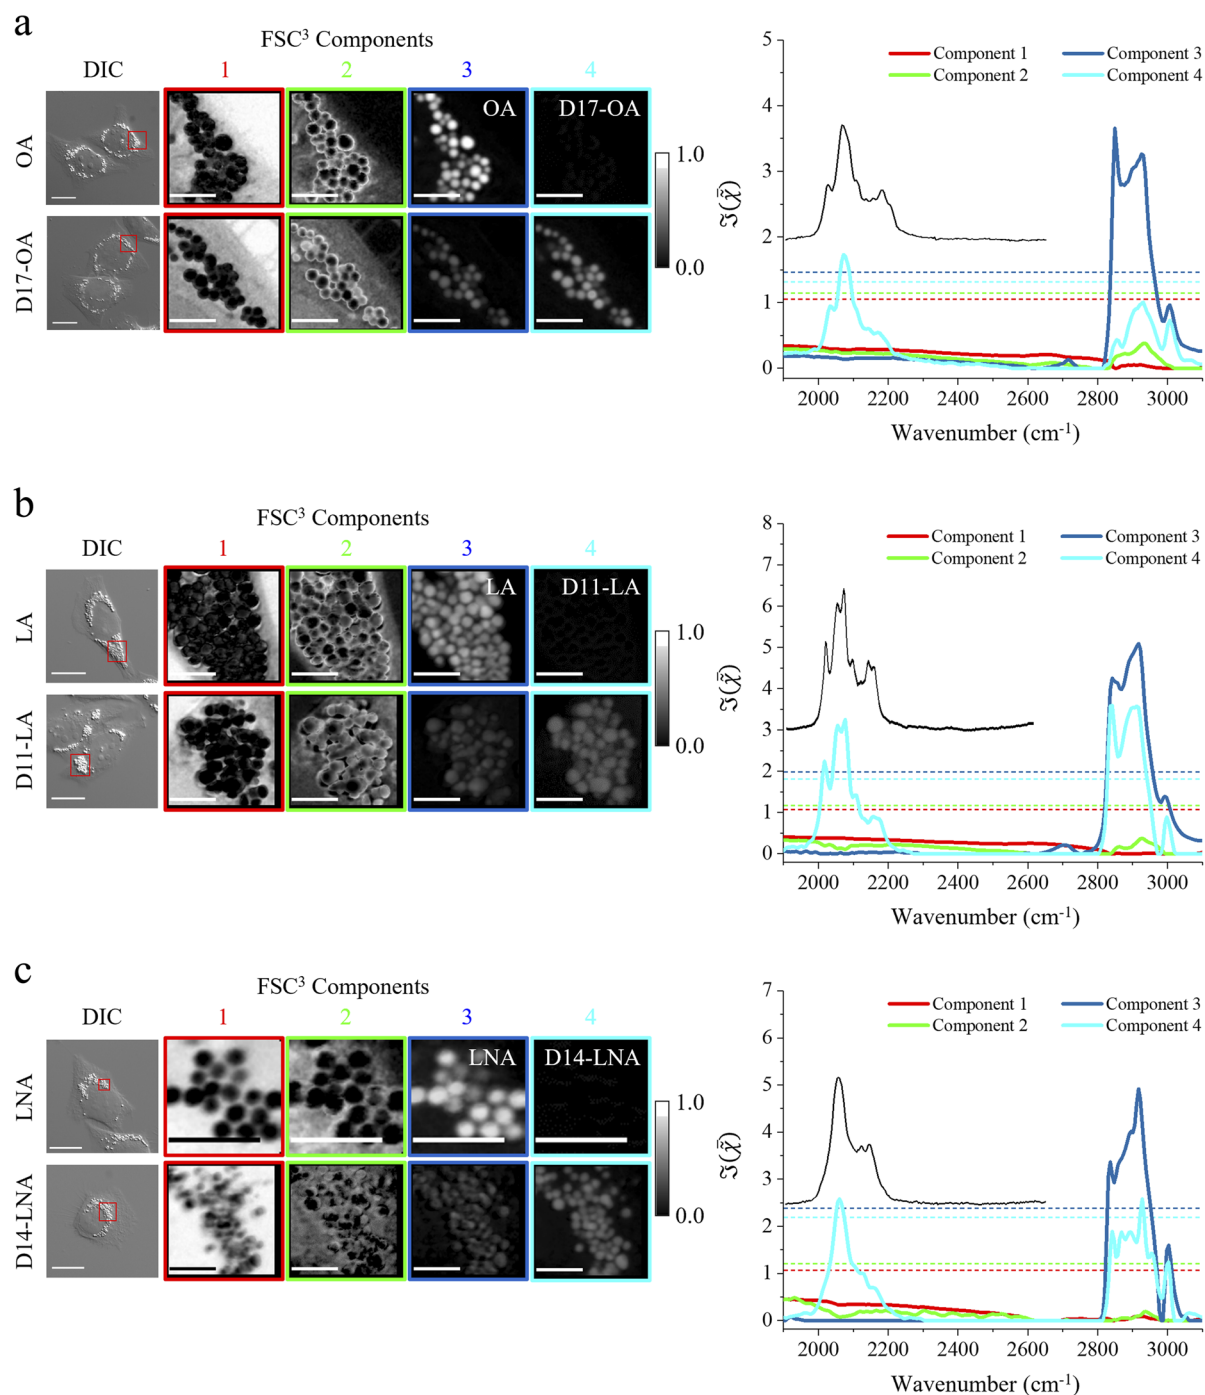 a
FSC³ Components
DIC 1 2 3 4
OA
OA D17-OA
D17-OA
1.0
0.0
5
4
3
2
1
0
ℑ(χ̃)
Component 1 Component 3
Component 2 Component 4
2000 2200 2400 2600 2800 3000
Wavenumber (cm⁻¹)
b
FSC³ Components
DIC 1 2 3 4
LA
LA D11-LA
D11-LA
1.0
0.0
8
7
6
5
4
3
2
1
0
ℑ(χ̃)
Component 1 Component 3
Component 2 Component 4
2000 2200 2400 2600 2800 3000
Wavenumber (cm⁻¹)
c
FSC³ Components
DIC 1 2 3 4
LNA
LNA D14-LNA
D14-LNA
1.0
0.0
7
6
5
4
3
2
1
0
ℑ(χ̃)
Component 1 Component 3
Component 2 Component 4
2000 2200 2400 2600 2800 3000
Wavenumber (cm⁻¹)